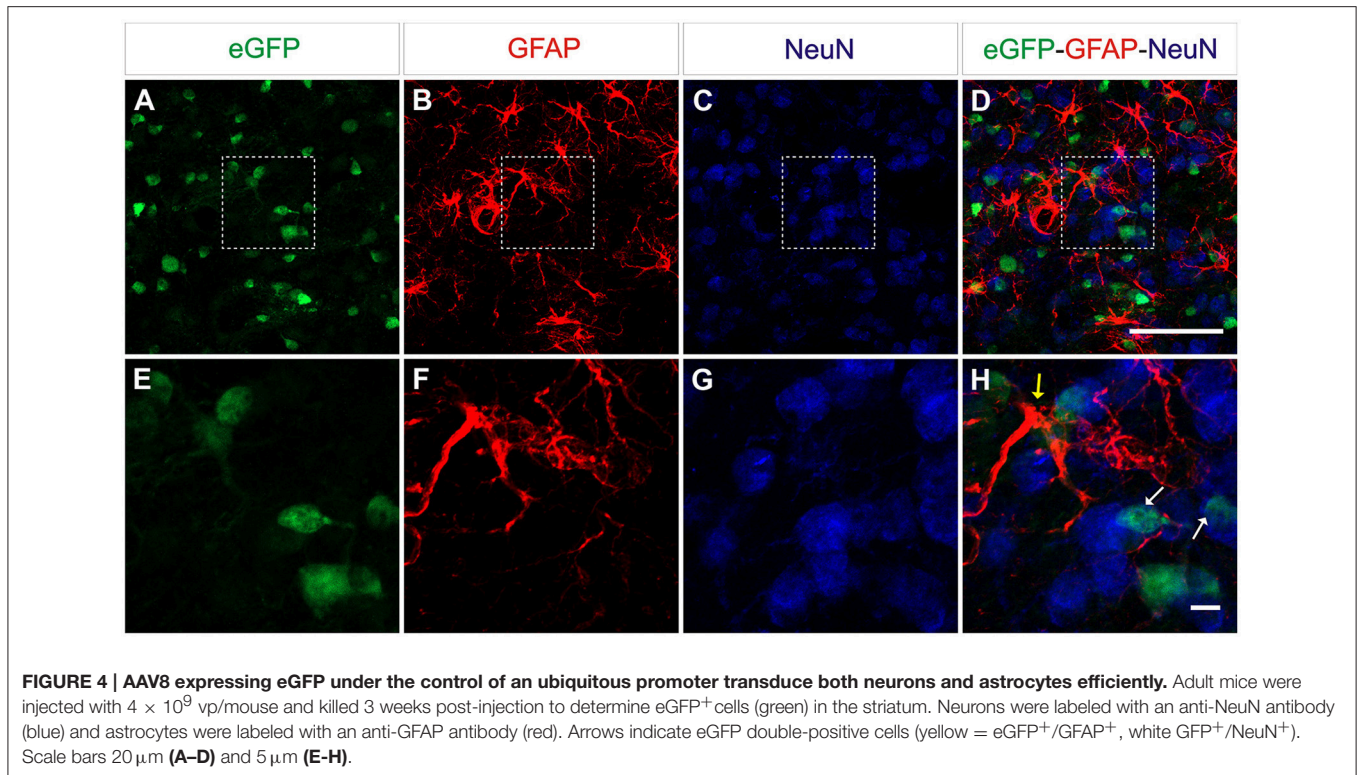 eGFP
GFAP
NeuN
eGFP-GFAP-NeuN
A
B
C
D
E
F
G
H
FIGURE 4 | AAV8 expressing eGFP under the control of an ubiquitous promoter transduce both neurons and astrocytes efficiently. Adult mice were
injected with 4 × 10⁹ vp/mouse and killed 3 weeks post-injection to determine eGFP⁺cells (green) in the striatum. Neurons were labeled with an anti-NeuN antibody
(blue) and astrocytes were labeled with an anti-GFAP antibody (red). Arrows indicate eGFP double-positive cells (yellow = eGFP⁺/GFAP⁺, white GFP⁺/NeuN⁺).
Scale bars 20 μm (A–D) and 5 μm (E-H).